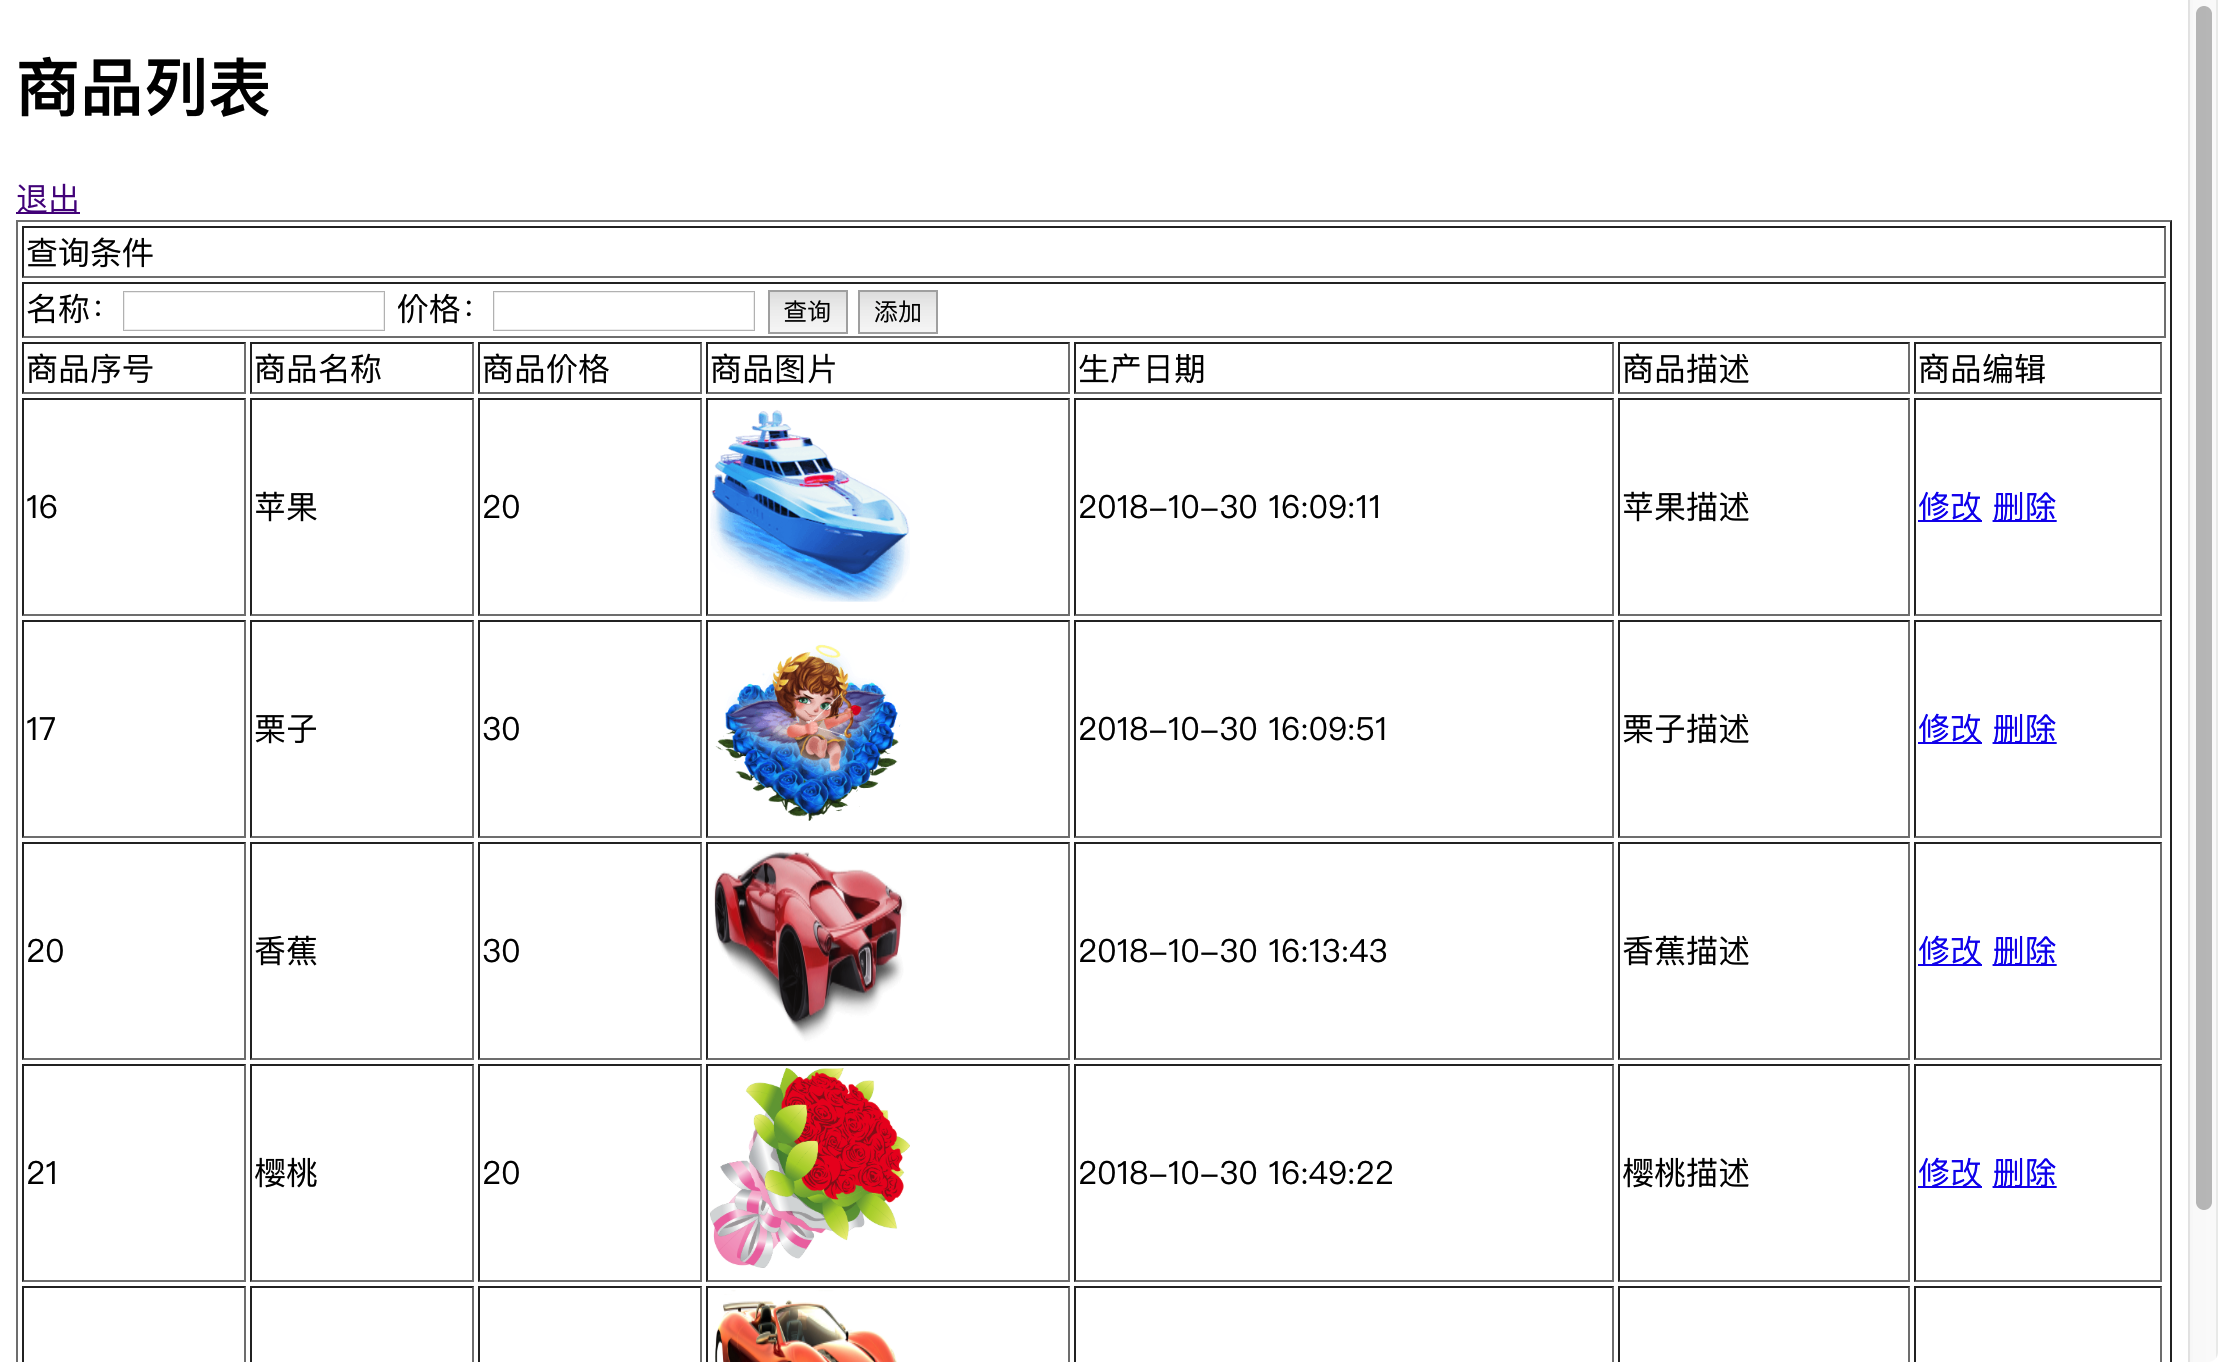 商品列表
退出
查询条件
名称： 价格： 查询 添加
商品序号 商品名称 商品价格 商品图片 生产日期 商品描述 商品编辑
16 苹果 20 2018-10-30 16:09:11 苹果描述 修改 删除
17 栗子 30 2018-10-30 16:09:51 栗子描述 修改 删除
20 香蕉 30 2018-10-30 16:13:43 香蕉描述 修改 删除
21 樱桃 20 2018-10-30 16:49:22 樱桃描述 修改 删除